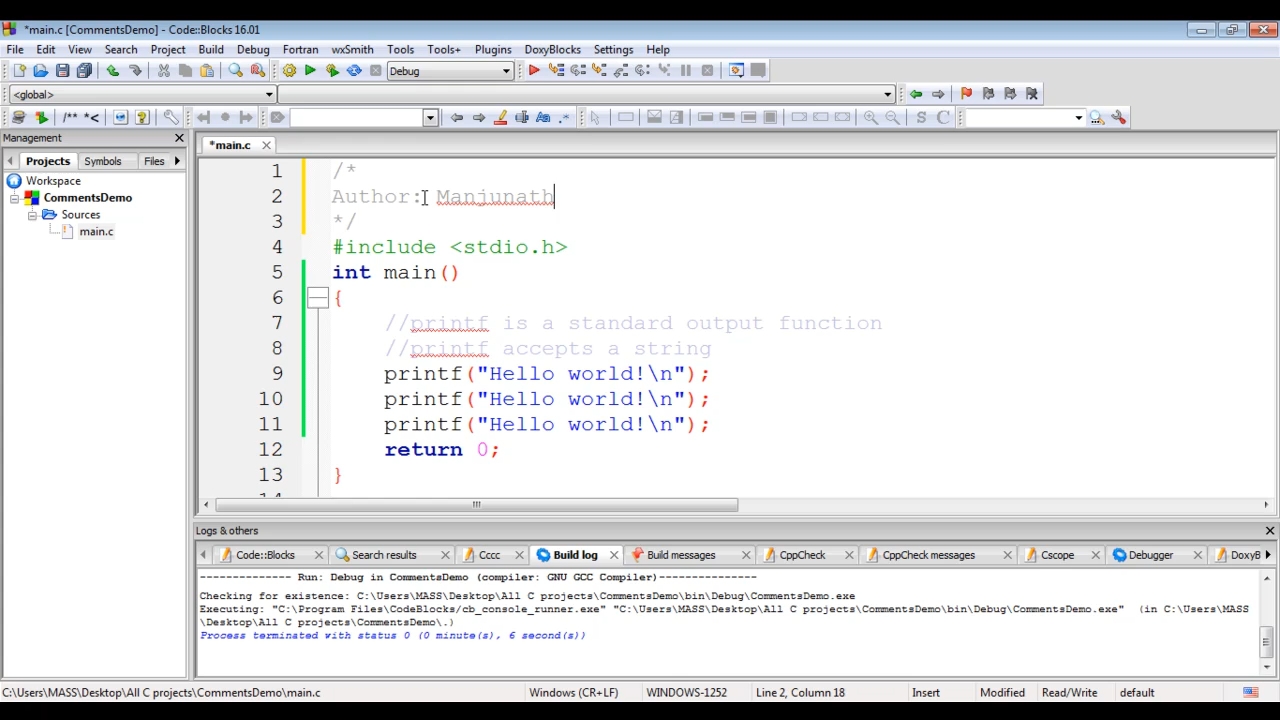 *main.c [CommentsDemo] - Code::Blocks 16.01
File Edit View Search Project Build Debug Fortran wxSmith Tools Tools+ Plugins DoxyBlocks Settings Help
Debug
<global>
/** *<
Management
Projects Symbols Files
Workspace
CommentsDemo
Sources
main.c
*main.c
1 /*
2 Author: Manjunath
3 */
4 #include <stdio.h>
5 int main()
6 {
7 //printf is a standard output function
8 //printf accepts a string
9 printf("Hello world!\n");
10 printf("Hello world!\n");
11 printf("Hello world!\n");
12 return 0;
13 }
Logs & others
Code::Blocks Search results Cccc Build log Build messages CppCheck CppCheck messages Cscope Debugger DoxyB
-------------- Run: Debug in CommentsDemo (compiler: GNU GCC Compiler)---------------
Checking for existence: C:\Users\MASS\Desktop\All C projects\CommentsDemo\bin\Debug\CommentsDemo.exe
Executing: "C:\Program Files\CodeBlocks/cb_console_runner.exe" "C:\Users\MASS\Desktop\All C projects\CommentsDemo\bin\Debug\CommentsDemo.exe" (in C:\Users\MASS
\Desktop\All C projects\CommentsDemo\.)
Process terminated with status 0 (0 minute(s), 6 second(s))
C:\Users\MASS\Desktop\All C projects\CommentsDemo\main.c Windows (CR+LF) WINDOWS-1252 Line 2, Column 18 Insert Modified Read/Write default